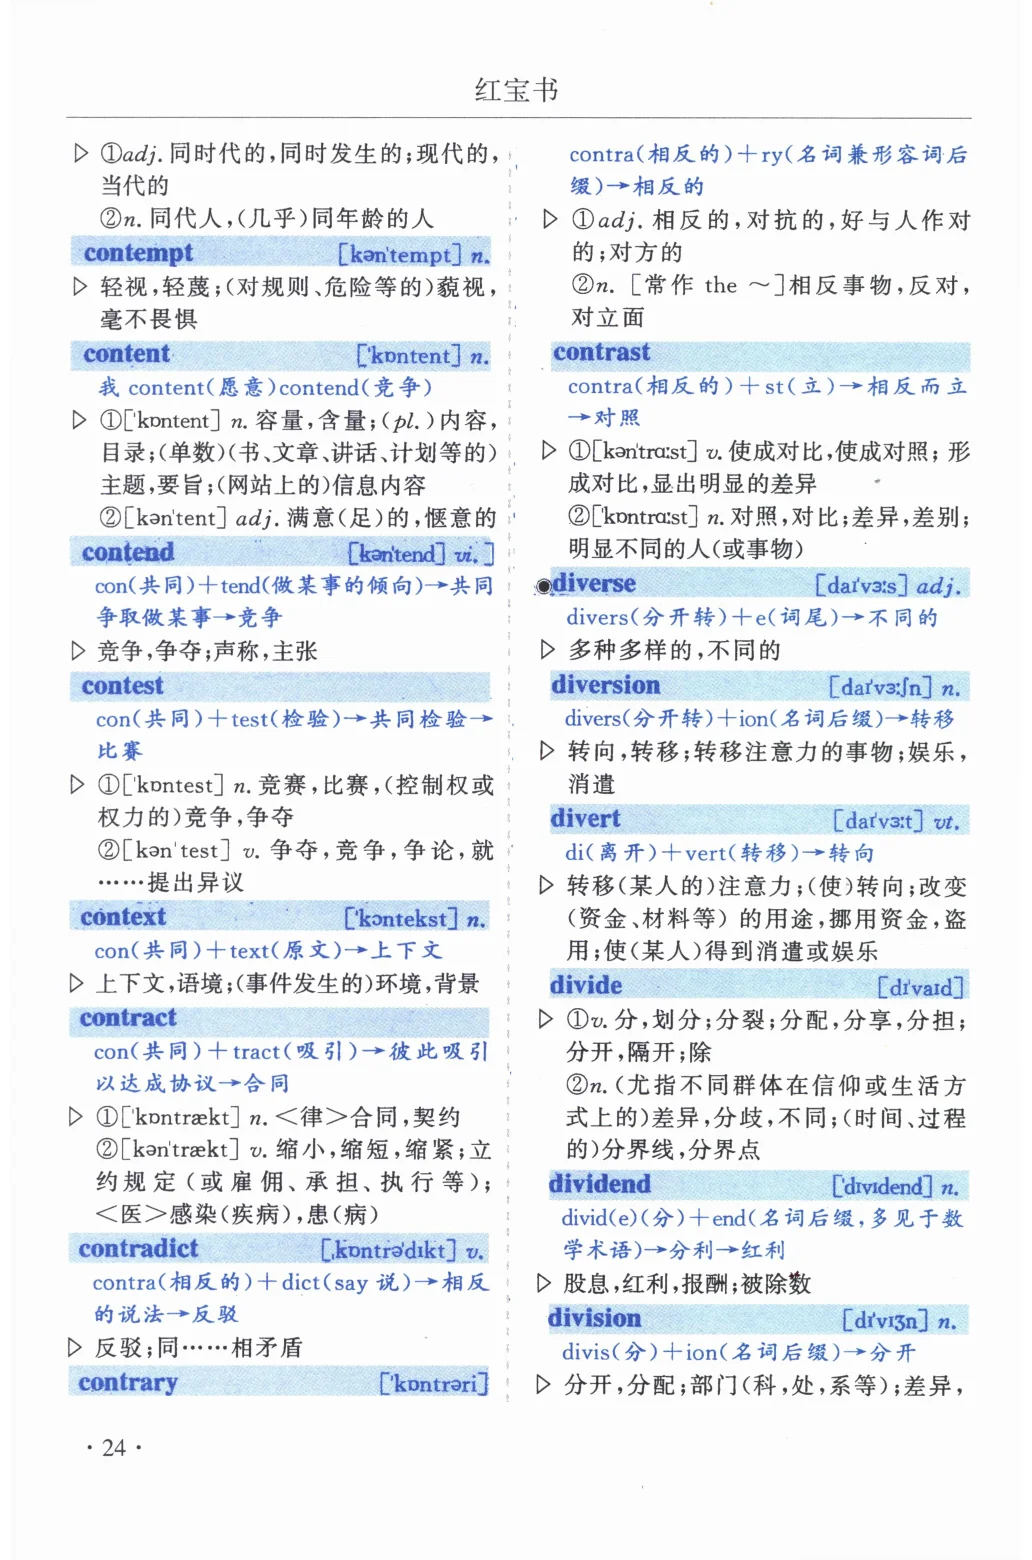 红宝书
▷ ①adj.同时代的,同时发生的;现代的,
当代的
②n.同代人,(几乎)同年龄的人
contempt [kən'tempt] n.
▷ 轻视,轻蔑;(对规则、危险等的)藐视,
毫不畏惧
content ['kɒntent] n.
我 content(愿意)contend(竞争)
▷ ①['kɒntent] n.容量,含量;(pl.)内容,
目录;(单数)(书、文章、讲话、计划等的)
主题,要旨;(网站上的)信息内容
②[kən'tent] adj.满意(足)的,惬意的
contend [kən'tend] vi.]
con(共同)+tend(做某事的倾向)→共同
争取做某事→竞争
▷ 竞争,争夺;声称,主张
contest
con(共同)+test(检验)→共同检验→
比赛
▷ ①['kɒntest] n.竞赛,比赛,(控制权或
权力的)竞争,争夺
②[kən'test] v.争夺,竞争,争论,就
……提出异议
context ['kɔntekst] n.
con(共同)+text(原文)→上下文
▷ 上下文,语境;(事件发生的)环境,背景
contract
con(共同)+tract(吸引)→彼此吸引
以达成协议→合同
▷ ①['kɒntrækt] n.<律>合同,契约
②[kən'trækt] v.缩小,缩短,缩紧;立
约规定(或雇佣、承担、执行等);
<医>感染(疾病),患(病)
contradict [ˌkɒntrə'dɪkt] v.
contra(相反的)+dict(say 说)→相反
的说法→反驳
▷ 反驳;同……相矛盾
contrary ['kɒntrəri]
contra(相反的)+ry(名词兼形容词后
缀)→相反的
▷ ①adj.相反的,对抗的,好与人作对
的;对方的
②n.[常作 the ～]相反事物,反对,
对立面
contrast
contra(相反的)+st(立)→相反而立
→对照
▷ ①[kən'trɑːst] v.使成对比,使成对照;形
成对比,显出明显的差异
②['kɒntrɑːst] n.对照,对比;差异,差别;
明显不同的人(或事物)
diverse [daɪ'vɜːs] adj.
divers(分开转)+e(词尾)→不同的
▷ 多种多样的,不同的
diversion [daɪ'vɜːʃn] n.
divers(分开转)+ion(名词后缀)→转移
▷ 转向,转移;转移注意力的事物;娱乐,
消遣
divert [daɪ'vɜːt] vt.
di(离开)+vert(转移)→转向
▷ 转移(某人的)注意力;(使)转向;改变
(资金、材料等)的用途,挪用资金,盗
用;使(某人)得到消遣或娱乐
divide [dɪ'vaɪd]
▷ ①v.分,划分;分裂;分配,分享,分担;
分开,隔开;除
②n.(尤指不同群体在信仰或生活方
式上的)差异,分歧,不同;(时间、过程
的)分界线,分界点
dividend ['dɪvɪdend] n.
divid(e)(分)+end(名词后缀,多见于数
学术语)→分利→红利
▷ 股息,红利,报酬;被除数
division [dɪ'vɪʒn] n.
divis(分)+ion(名词后缀)→分开
▷ 分开,分配;部门(科,处,系等);差异,
·24·